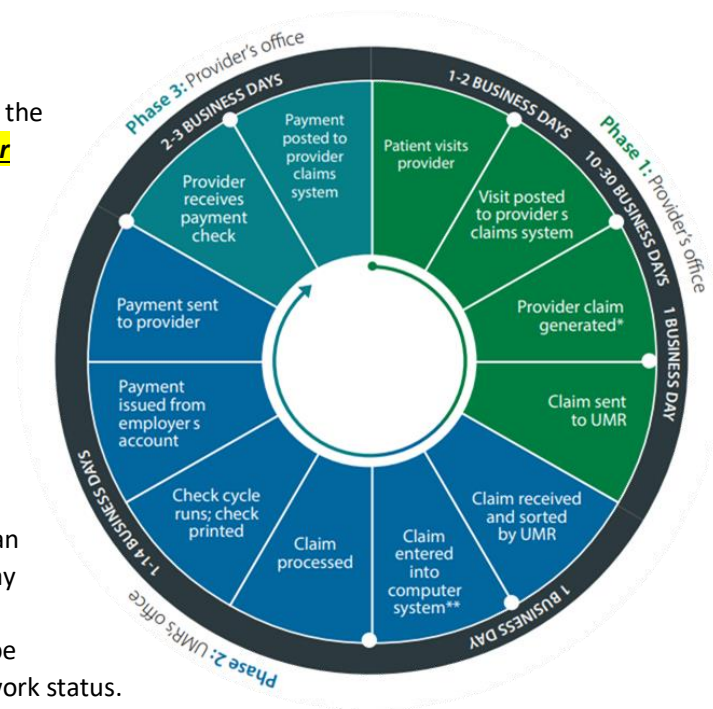 the
r
an
ny
be
work status.
Phase 1: Provider's office
1-2 BUSINESS DAYS
Patient visits
provider
10-30 BUSINESS DAYS
Visit posted
to provider s
claims system
1 BUSINESS DAY
Provider claim
generated*
Claim sent
to UMR
Phase 2: UMR's office
1 BUSINESS DAY
Claim received
and sorted
by UMR
Claim
entered
into
computer
system**
1-14 BUSINESS DAYS
Claim
processed
Check cycle
runs; check
printed
Payment
issued from
employer s
account
Payment sent
to provider
Phase 3: Provider's office
2-3 BUSINESS DAYS
Provider
receives
payment
check
Payment
posted to
provider
claims
system